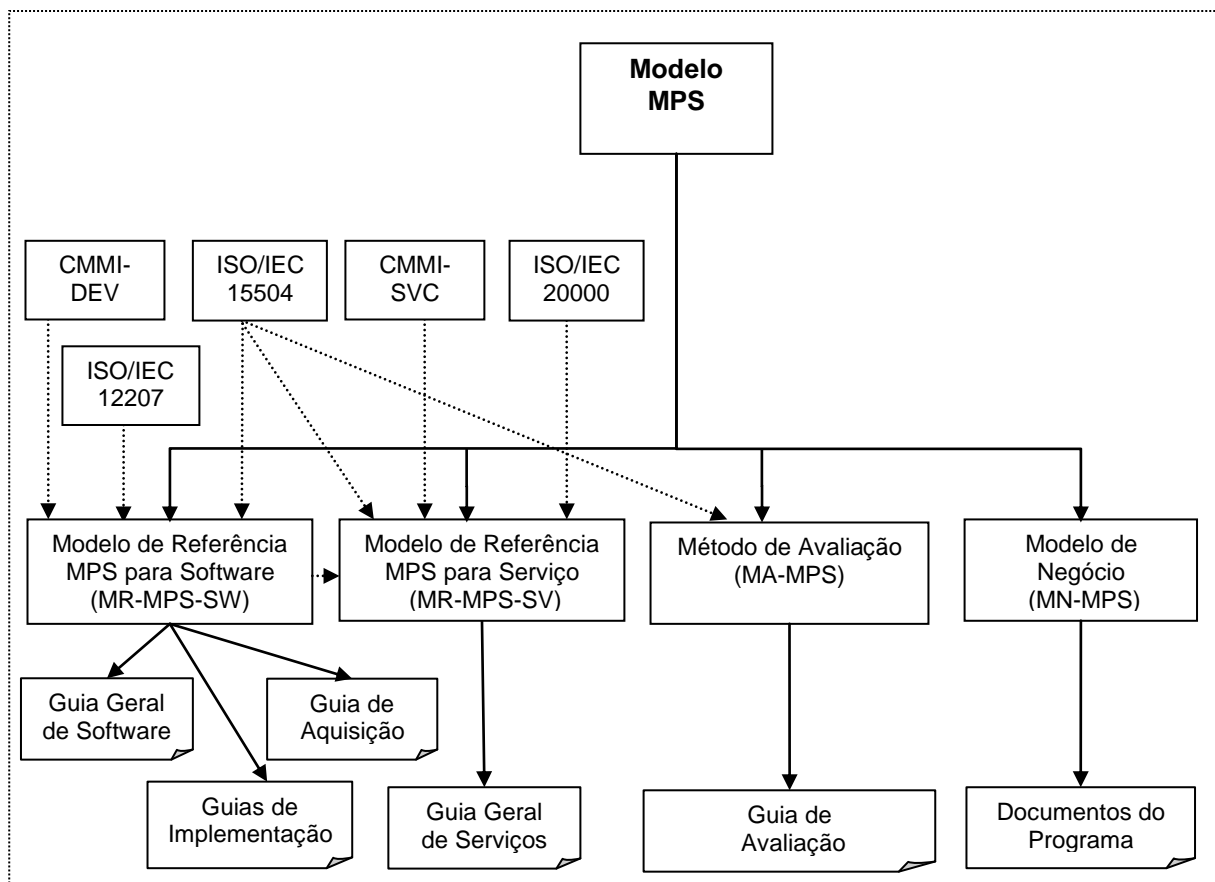 Modelo
MPS
CMMI-
DEV
ISO/IEC
15504
CMMI-
SVC
ISO/IEC
20000
ISO/IEC
12207
Modelo de Referência
MPS para Software
(MR-MPS-SW)
Modelo de Referência
MPS para Serviço
(MR-MPS-SV)
Método de Avaliação
(MA-MPS)
Modelo de
Negócio
(MN-MPS)
Guia Geral
de Software
Guia de
Aquisição
Guias de
Implementação
Guia Geral
de Serviços
Guia de
Avaliação
Documentos do
Programa